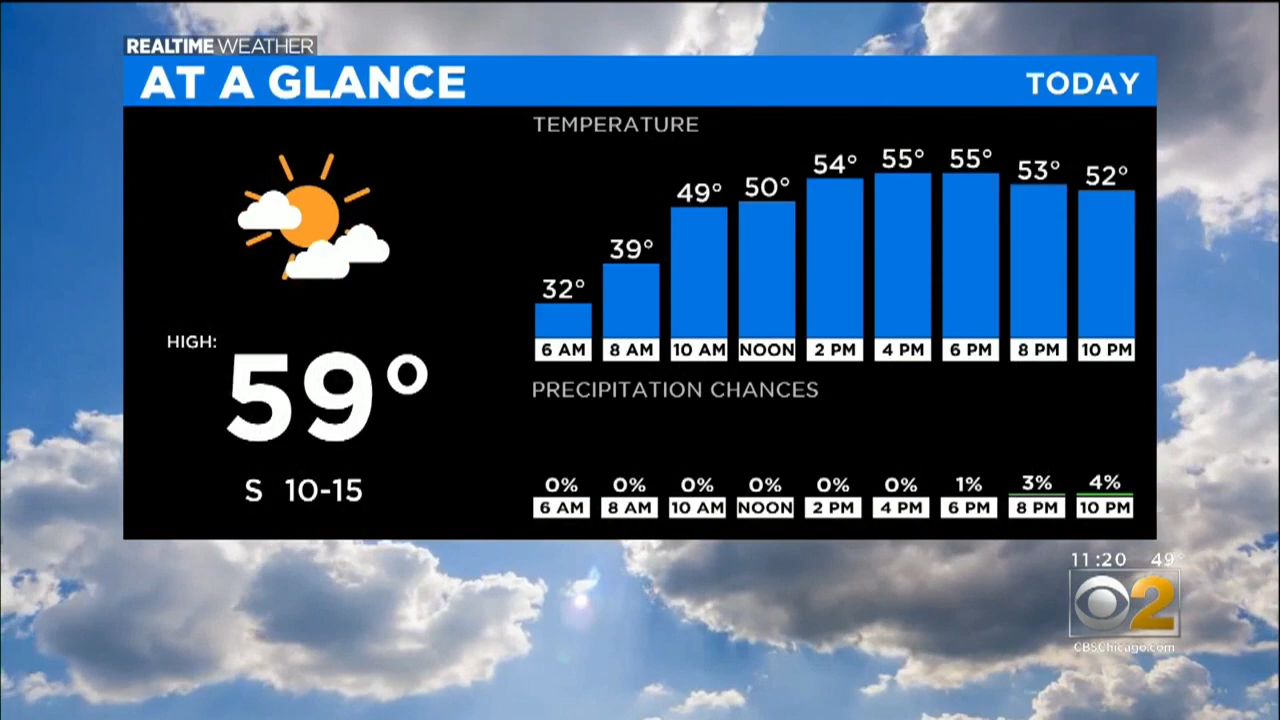 REALTIME WEATHER
AT A GLANCE
TODAY
TEMPERATURE
32° 39° 49° 50° 54° 55° 55° 53° 52°
6 AM 8 AM 10 AM NOON 2 PM 4 PM 6 PM 8 PM 10 PM
HIGH:
59°
S 10-15
PRECIPITATION CHANCES
0% 0% 0% 0% 0% 0% 1% 3% 4%
6 AM 8 AM 10 AM NOON 2 PM 4 PM 6 PM 8 PM 10 PM
11:20 49°
2
CBSChicago.com